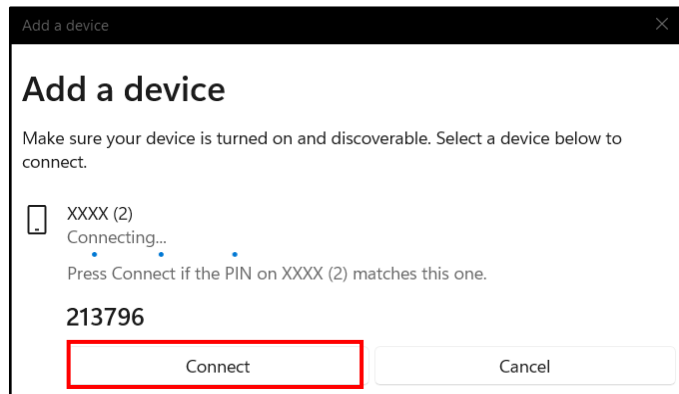 Add a device
Add a device
Make sure your device is turned on and discoverable. Select a device below to
connect.
XXXX (2)
Connecting...
Press Connect if the PIN on XXXX (2) matches this one.
213796
Connect
Cancel